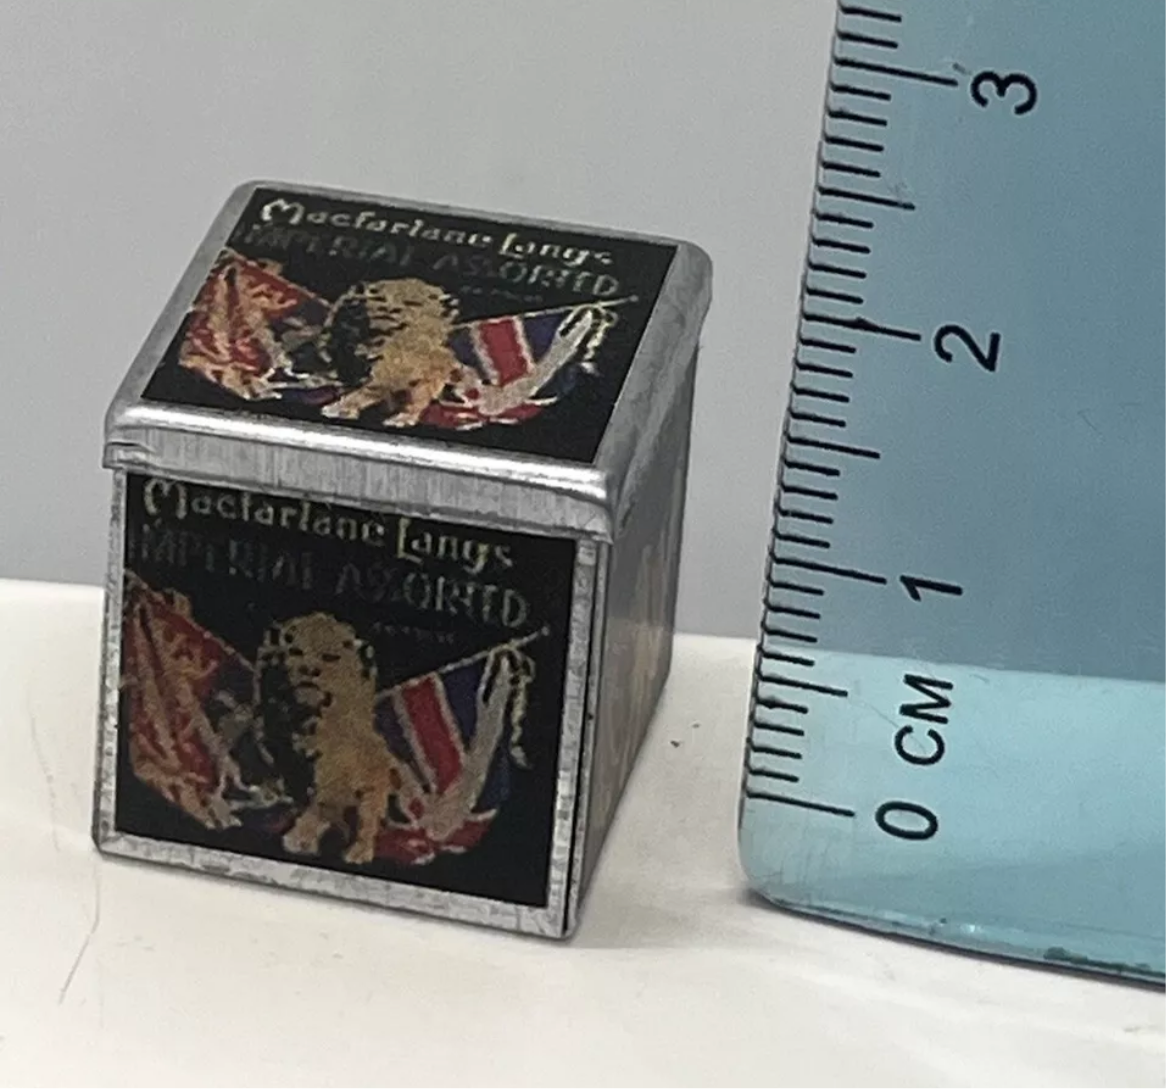 Macfarlane Langs
IMPERIAL ASSORTED
Macfarlane Langs
IMPERIAL ASSORTED
3
2
1
CM
0